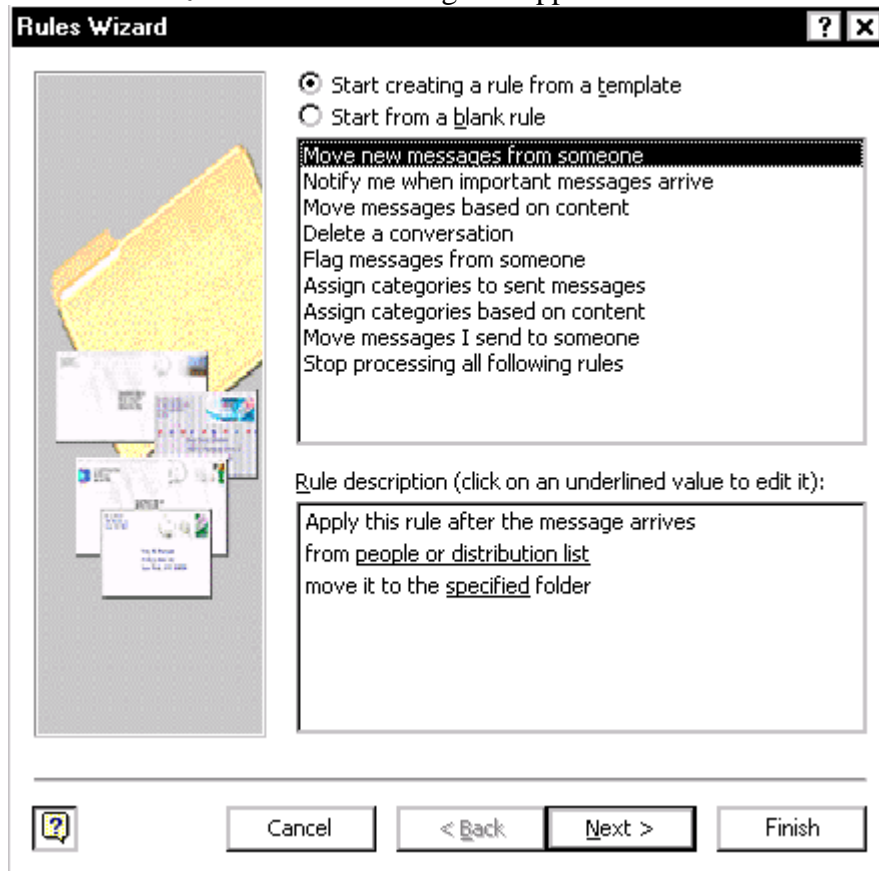 Rules Wizard
Start creating a rule from a template
Start from a blank rule
Move new messages from someone
Notify me when important messages arrive
Move messages based on content
Delete a conversation
Flag messages from someone
Assign categories to sent messages
Assign categories based on content
Move messages I send to someone
Stop processing all following rules
Rule description (click on an underlined value to edit it):
Apply this rule after the message arrives
from people or distribution list
move it to the specified folder
Cancel
< Back
Next >
Finish